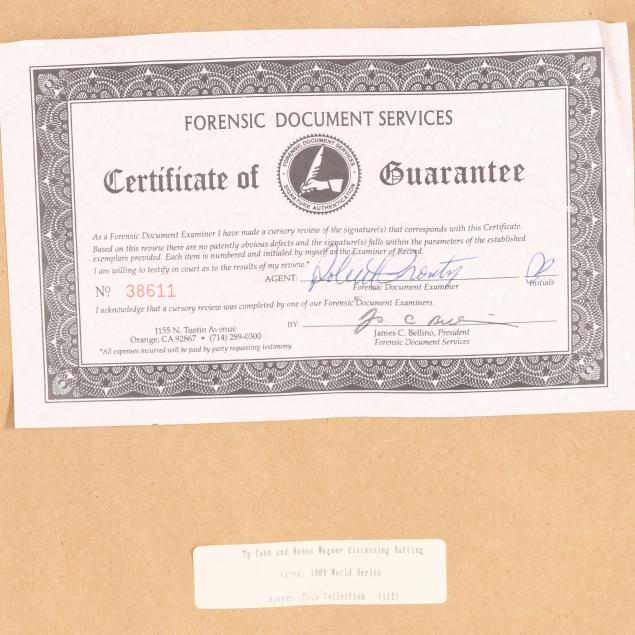 FORENSIC DOCUMENT SERVICES
Certificate of Guarantee
FORENSIC DOCUMENT SERVICES
SIGNATURE AUTHENTICATION
As a Forensic Document Examiner I have made a cursory review of the signature(s) that corresponds with this Certificate.
Based on this review there are no patently obvious defects and the signature(s) falls within the parameters of the established
exemplars provided. Each item is numbered and initialed by myself as the Examiner of Record.
I am willing to testify in court as to the results of my review.*
AGENT:
Forensic Document Examiner
Initials
Nº 38611
I acknowledge that a cursory review was completed by one of our Forensic Document Examiners.
1155 N. Tustin Avenue
Orange, CA 92867 • (714) 289-0300
BY:
James C. Bellino, President
Forensic Document Services
*All expenses incurred will be paid by party requesting testimony.
Ty Cobb and Honus Wagner discussing Batting
Circa: 1909 World Series
Collection (112)